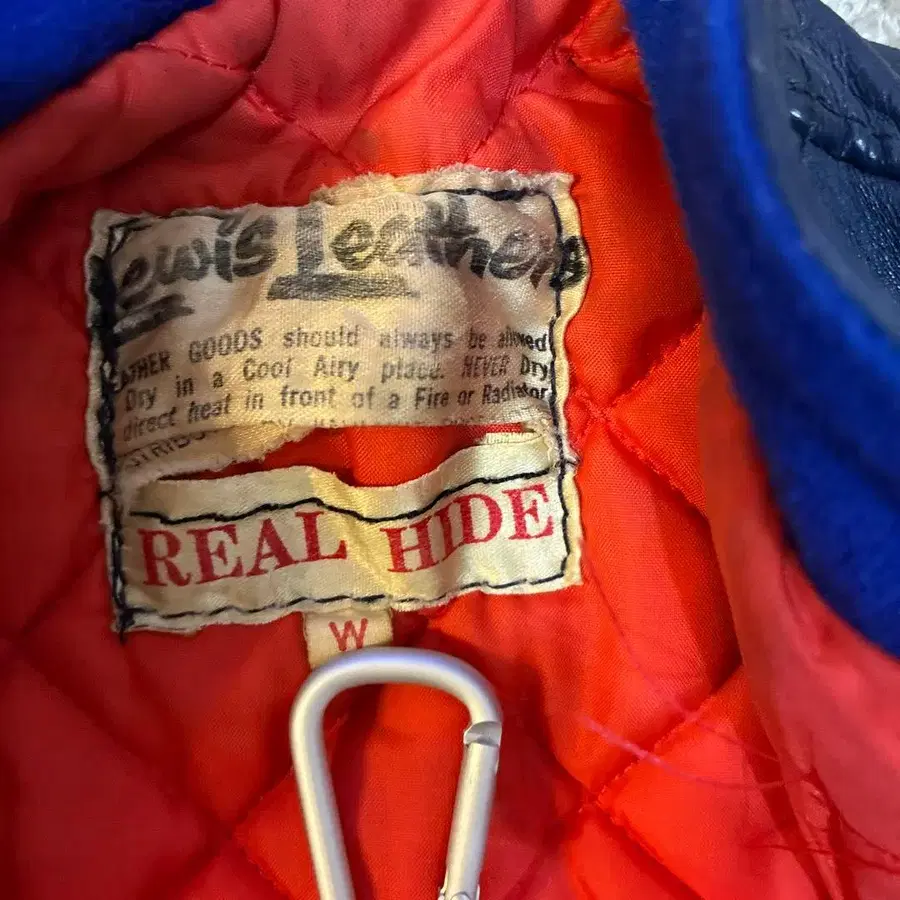 Lewis Leathers
ATHER GOODS should always be allowed
Dry in a Cool Airy place. NEVER Dry
direct heat in front of a Fire or Radiator
REAL HIDE
W